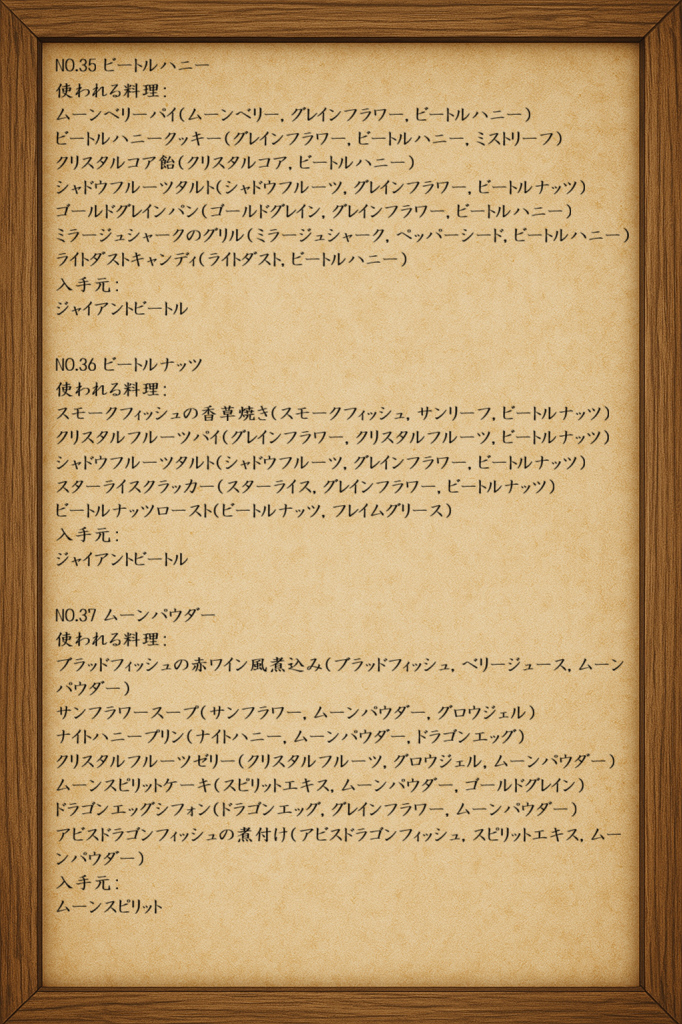 NO.35 ビートルハニー
使われる料理:
ムーンベリーパイ(ムーンベリー, グレインフラワー, ビートルハニー)
ビートルハニークッキー(グレインフラワー, ビートルハニー, ミストリーフ)
クリスタルコア飴(クリスタルコア, ビートルハニー)
シャドウフルーツタルト(シャドウフルーツ, グレインフラワー, ビートルナッツ)
ゴールドグレインパン(ゴールドグレイン, グレインフラワー, ビートルハニー)
ミラージュシャークのグリル(ミラージュシャーク, ペッパーシード, ビートルハニー)
ライトダストキャンディ(ライトダスト, ビートルハニー)
入手元:
ジャイアントビートル
NO.36 ビートルナッツ
使われる料理:
スモークフィッシュの香草焼き(スモークフィッシュ, サンリーフ, ビートルナッツ)
クリスタルフルーツパイ(グレインフラワー, クリスタルフルーツ, ビートルナッツ)
シャドウフルーツタルト(シャドウフルーツ, グレインフラワー, ビートルナッツ)
スターライスクラッカー(スターライス, グレインフラワー, ビートルナッツ)
ビートルナッツロースト(ビートルナッツ, フレイムグリース)
入手元:
ジャイアントビートル
NO.37 ムーンパウダー
使われる料理:
ブラッドフィッシュの赤ワイン風煮込み(ブラッドフィッシュ, ベリージュース, ムーン
パウダー)
サンフラワースープ(サンフラワー, ムーンパウダー, グロウジェル)
ナイトハニープリン(ナイトハニー, ムーンパウダー, ドラゴンエッグ)
クリスタルフルーツゼリー(クリスタルフルーツ, グロウジェル, ムーンパウダー)
ムーンスピリットケーキ(スピリットエキス, ムーンパウダー, ゴールドグレイン)
ドラゴンエッグシフォン(ドラゴンエッグ, グレインフラワー, ムーンパウダー)
アビスドラゴンフィッシュの煮付け(アビスドラゴンフィッシュ, スピリットエキス, ムー
ンパウダー)
入手元:
ムーンスピリット